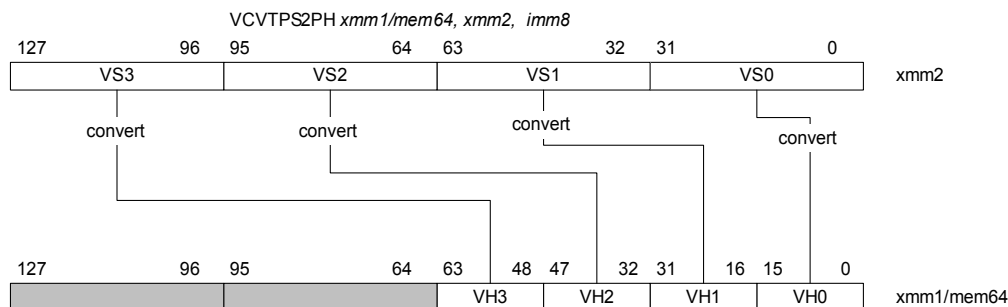 VCVTPS2PH xmm1/mem64, xmm2, imm8
127 96 95 64 63 32 31 0
VS3 VS2 VS1 VS0 xmm2
convert convert convert convert
127 96 95 64 63 48 47 32 31 16 15 0
VH3 VH2 VH1 VH0 xmm1/mem64